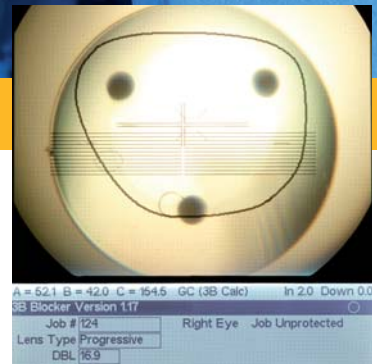 A = 52.1 B = 42.0 C = 154.5 GC (3B Calc) In 2.0 Down 0.0
3B Blocker Version 1.17
Job # 124 Right Eye Job Unprotected
Lens Type Progressive
DBL 16.9